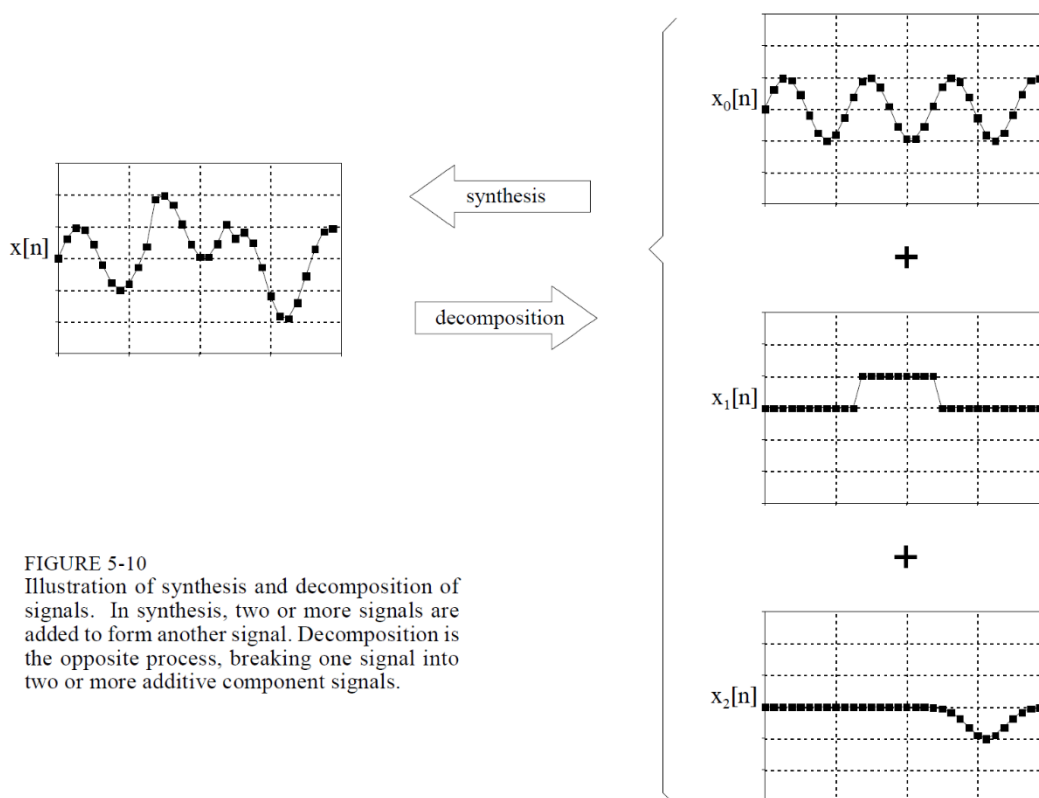 x[n]
synthesis
decomposition
x₀[n]
+
x₁[n]
+
x₂[n]
FIGURE 5-10
Illustration of synthesis and decomposition of
signals. In synthesis, two or more signals are
added to form another signal. Decomposition is
the opposite process, breaking one signal into
two or more additive component signals.